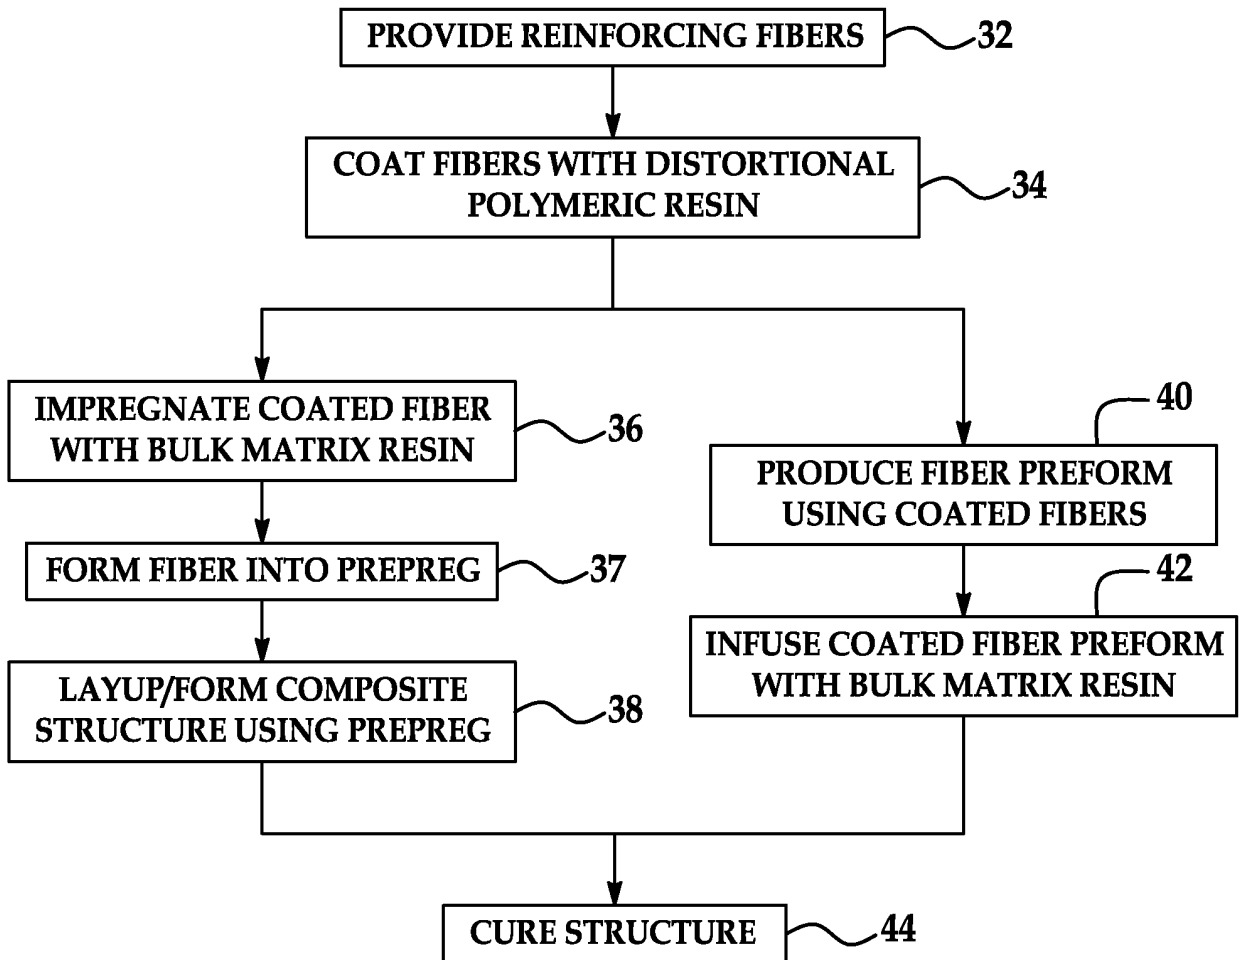 PROVIDE REINFORCING FIBERS
32
COAT FIBERS WITH DISTORTIONAL
POLYMERIC RESIN
34
IMPREGNATE COATED FIBER
WITH BULK MATRIX RESIN
36
FORM FIBER INTO PREPREG
37
LAYUP/FORM COMPOSITE
STRUCTURE USING PREPREG
38
40
PRODUCE FIBER PREFORM
USING COATED FIBERS
42
INFUSE COATED FIBER PREFORM
WITH BULK MATRIX RESIN
CURE STRUCTURE
44